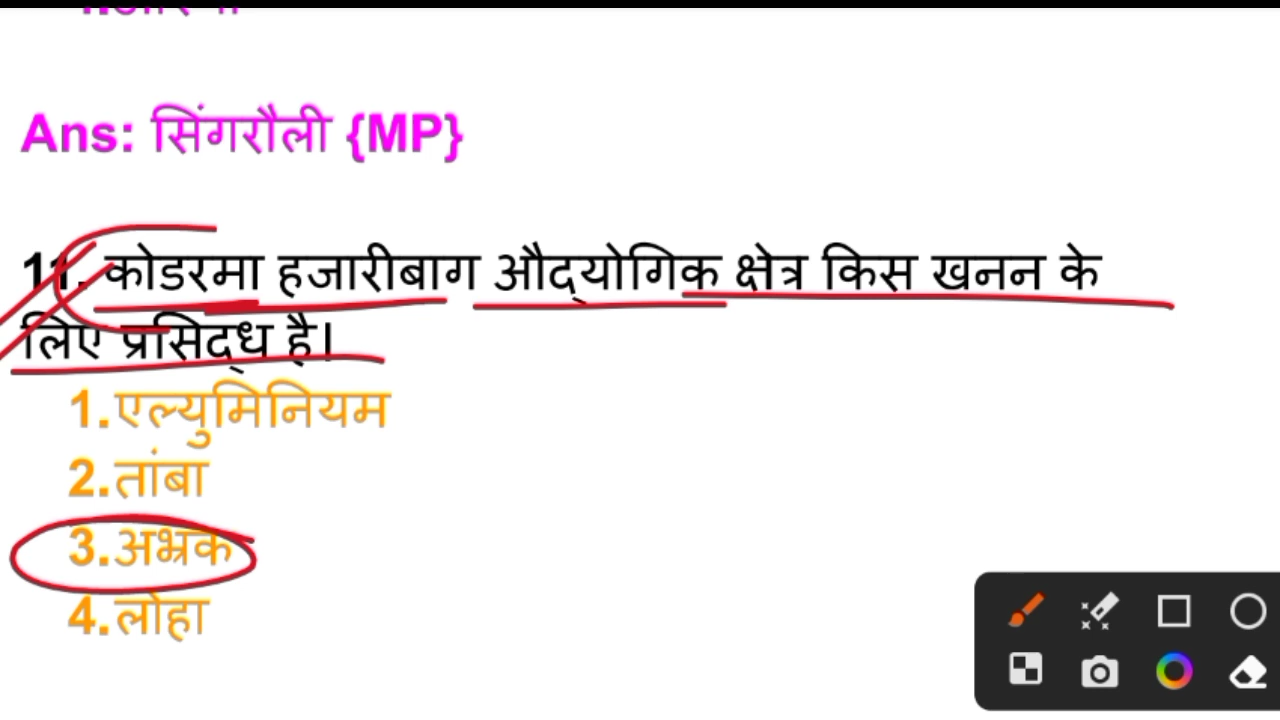 Ans: सिंगरौली {MP}
11. कोडरमा हजारीबाग औद्योगिक क्षेत्र किस खनन के
लिए प्रसिद्ध है।
1.एल्युमिनियम
2.तांबा
3.अभ्रक
4.लोहा